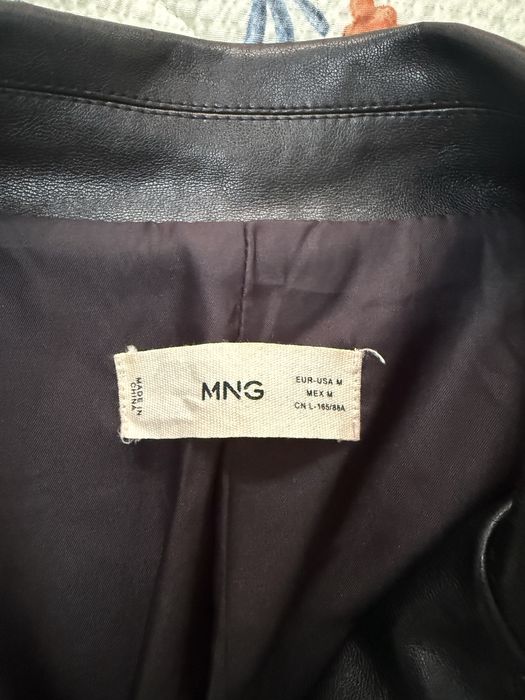 MADE IN
CHINA
MNG
EUR-USA M
MEX M
CN L-165/88A